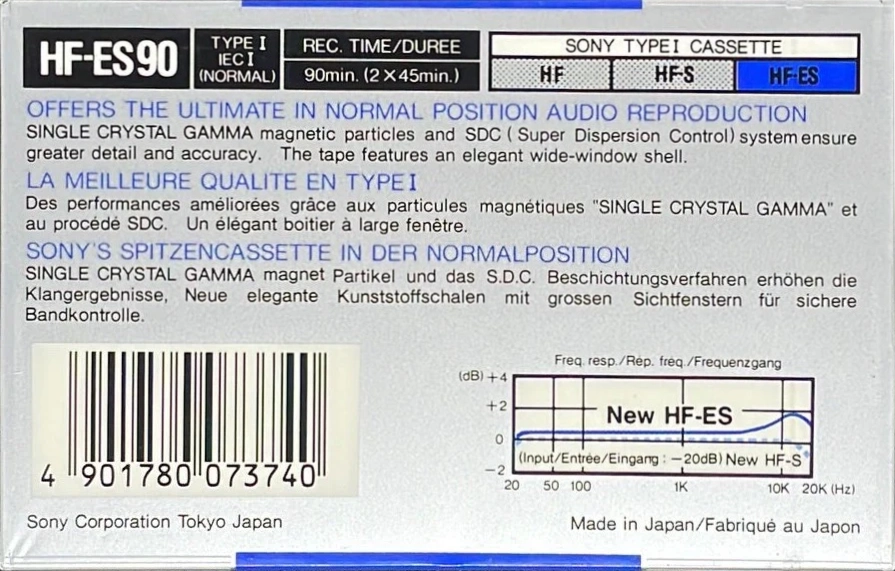 HF-ES90
TYPE I
IEC I
(NORMAL)
REC. TIME/DUREE
90min. (2×45min.)
SONY TYPE I CASSETTE
HF HF-S HF-ES
OFFERS THE ULTIMATE IN NORMAL POSITION AUDIO REPRODUCTION
SINGLE CRYSTAL GAMMA magnetic particles and SDC (Super Dispersion Control) system ensure
greater detail and accuracy. The tape features an elegant wide-window shell.
LA MEILLEURE QUALITE EN TYPE I
Des performances améliorées grâce aux particules magnétiques "SINGLE CRYSTAL GAMMA" et
au procédé SDC. Un élégant boitier à large fenêtre.
SONY'S SPITZENCASSETTE IN DER NORMALPOSITION
SINGLE CRYSTAL GAMMA magnet Partikel und das S.D.C. Beschichtungsverfahren erhöhen die
Klangergebnisse, Neue elegante Kunststoffschalen mit grossen Sichtfenstern für sichere
Bandkontrolle.
4 901780 073740
Freq. resp./Rép. fréq./Frequenzgang
(dB) +4
+2
0
-2
New HF-ES
(Input/Entrée/Eingang : -20dB) New HF-S
20 50 100 1K 10K 20K (Hz)
Sony Corporation Tokyo Japan
Made in Japan/Fabriqué au Japon